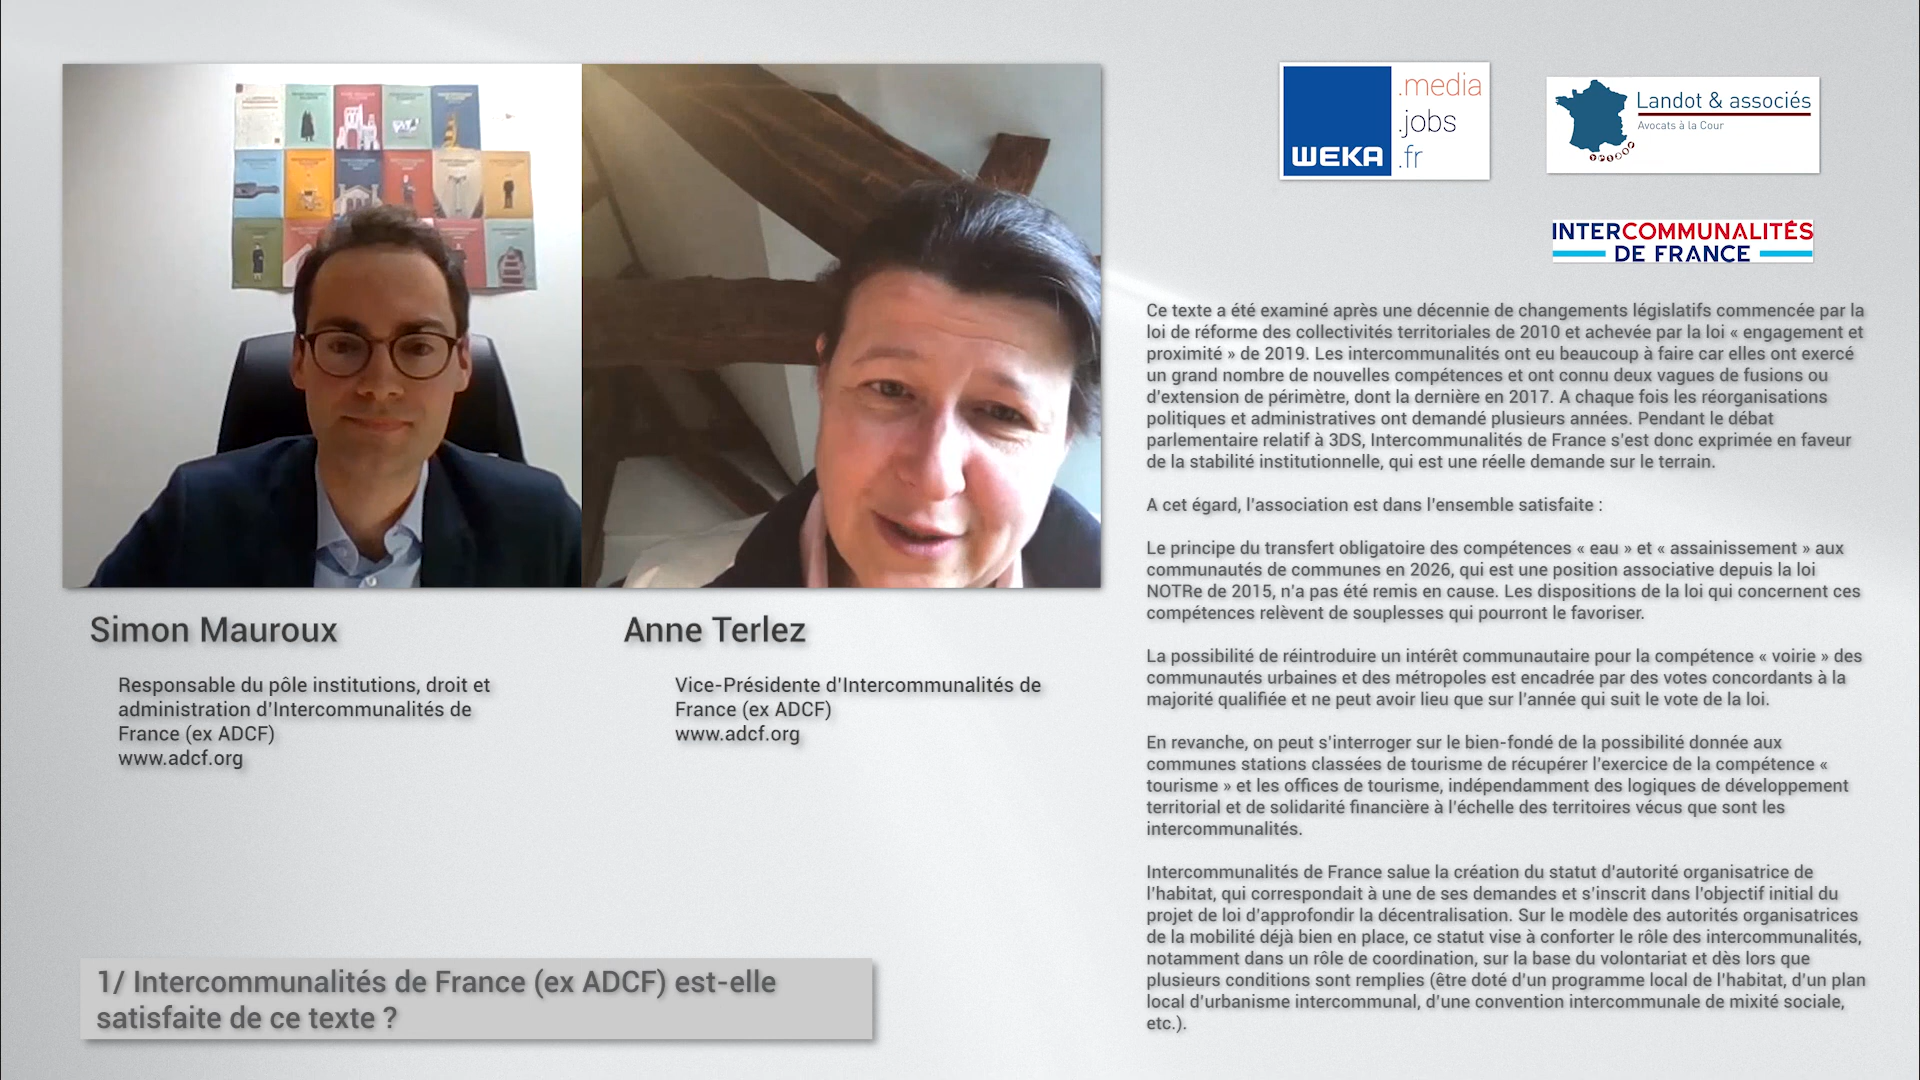 WEKA
.media
.jobs
.fr
Landot & associés
Avocats à la Cour
INTERCOMMUNALITÉS
DE FRANCE
Simon Mauroux
Responsable du pôle institutions, droit et
administration d'Intercommunalités de
France (ex ADCF)
www.adcf.org
Anne Terlez
Vice-Présidente d'Intercommunalités de
France (ex ADCF)
www.adcf.org
1/ Intercommunalités de France (ex ADCF) est-elle
satisfaite de ce texte ?
Ce texte a été examiné après une décennie de changements législatifs commencée par la
loi de réforme des collectivités territoriales de 2010 et achevée par la loi « engagement et
proximité » de 2019. Les intercommunalités ont eu beaucoup à faire car elles ont exercé
un grand nombre de nouvelles compétences et ont connu deux vagues de fusions ou
d'extension de périmètre, dont la dernière en 2017. A chaque fois les réorganisations
politiques et administratives ont demandé plusieurs années. Pendant le débat
parlementaire relatif à 3DS, Intercommunalités de France s'est donc exprimée en faveur
de la stabilité institutionnelle, qui est une réelle demande sur le terrain.
A cet égard, l'association est dans l'ensemble satisfaite :
Le principe du transfert obligatoire des compétences « eau » et « assainissement » aux
communautés de communes en 2026, qui est une position associative depuis la loi
NOTRe de 2015, n'a pas été remis en cause. Les dispositions de la loi qui concernent ces
compétences relèvent de souplesses qui pourront le favoriser.
La possibilité de réintroduire un intérêt communautaire pour la compétence « voirie » des
communautés urbaines et des métropoles est encadrée par des votes concordants à la
majorité qualifiée et ne peut avoir lieu que sur l'année qui suit le vote de la loi.
En revanche, on peut s'interroger sur le bien-fondé de la possibilité donnée aux
communes stations classées de tourisme de récupérer l'exercice de la compétence «
tourisme » et les offices de tourisme, indépendamment des logiques de développement
territorial et de solidarité financière à l'échelle des territoires vécus que sont les
intercommunalités.
Intercommunalités de France salue la création du statut d'autorité organisatrice de
l'habitat, qui correspondait à une de ses demandes et s'inscrit dans l'objectif initial du
projet de loi d'approfondir la décentralisation. Sur le modèle des autorités organisatrices
de la mobilité déjà bien en place, ce statut vise à conforter le rôle des intercommunalités,
notamment dans un rôle de coordination, sur la base du volontariat et dès lors que
plusieurs conditions sont remplies (être doté d'un programme local de l'habitat, d'un plan
local d'urbanisme intercommunal, d'une convention intercommunale de mixité sociale,
etc.).